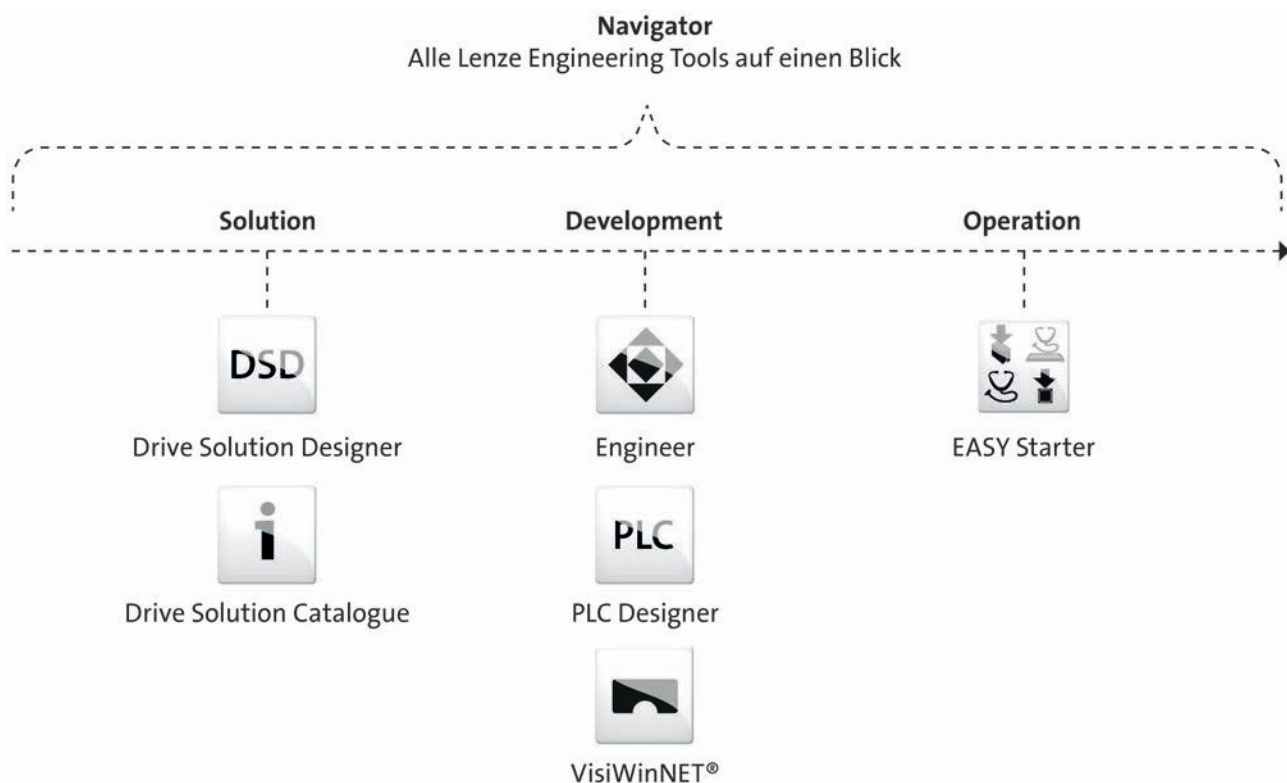 Navigator
Alle Lenze Engineering Tools auf einen Blick
Solution
Development
Operation
DSD
Drive Solution Designer
Engineer
EASY Starter
i
Drive Solution Catalogue
PLC
PLC Designer
VisiWinNET®